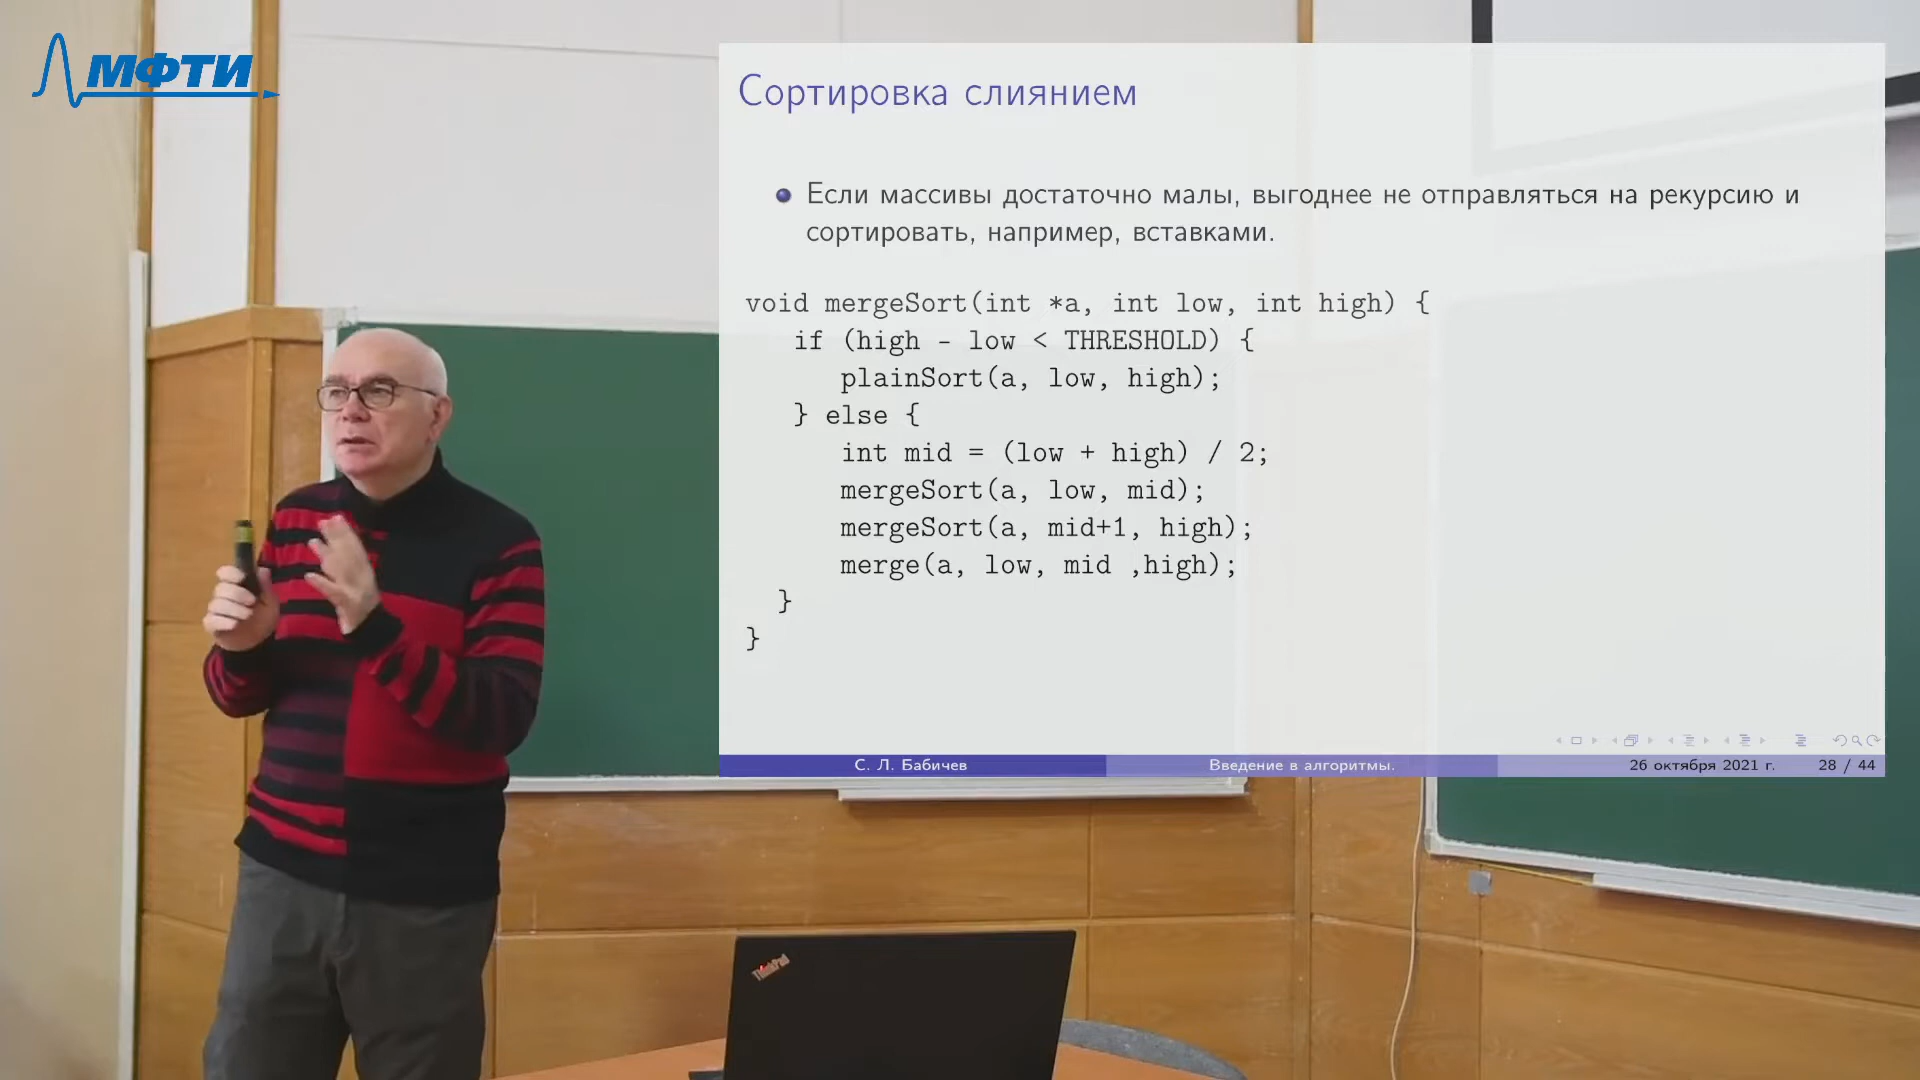 МФТИ
Сортировка слиянием
Если массивы достаточно малы, выгоднее не отправляться на рекурсию и
сортировать, например, вставками.
void mergeSort(int *a, int low, int high) {
if (high - low < THRESHOLD) {
plainSort(a, low, high);
} else {
int mid = (low + high) / 2;
mergeSort(a, low, mid);
mergeSort(a, mid+1, high);
merge(a, low, mid ,high);
}
}
С. Л. Бабичев Введение в алгоритмы. 26 октября 2021 г. 28 / 44
ThinkPad